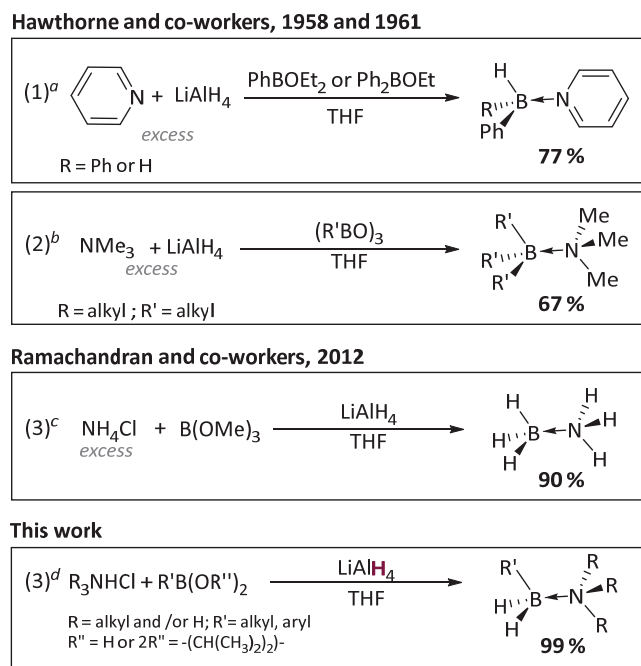 Hawthorne and co-workers, 1958 and 1961
(1)a N + LiAlH4 PhBOEt2 or Ph2BOEt THF H R B N Ph
excess
R = Ph or H
77 %
(2)b NMe3 + LiAlH4 (R'BO)3 THF R' Me R' B N Me R' Me
excess
R = alkyl ; R' = alkyl
67 %
Ramachandran and co-workers, 2012
(3)c NH4Cl + B(OMe)3 LiAlH4 THF H H H B N H H H
excess
90 %
This work
(3)d R3NHCl + R'B(OR'')2 LiAlH4 THF R' R H B N R H R
R = alkyl and /or H; R'= alkyl, aryl
R'' = H or 2R'' = -(CH(CH3)2)2)-
99 %